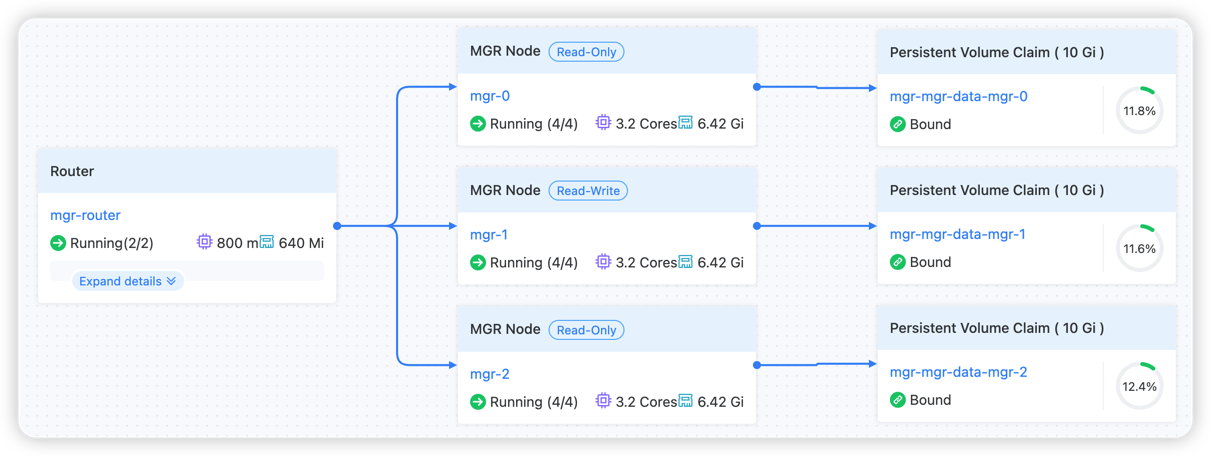 Router
mgr-router
Running(2/2) 800 m 640 Mi
Expand details
MGR Node Read-Only
mgr-0
Running (4/4) 3.2 Cores 6.42 Gi
MGR Node Read-Write
mgr-1
Running (4/4) 3.2 Cores 6.42 Gi
MGR Node Read-Only
mgr-2
Running (4/4) 3.2 Cores 6.42 Gi
Persistent Volume Claim ( 10 Gi )
mgr-mgr-data-mgr-0
Bound
11.8%
Persistent Volume Claim ( 10 Gi )
mgr-mgr-data-mgr-1
Bound
11.6%
Persistent Volume Claim ( 10 Gi )
mgr-mgr-data-mgr-2
Bound
12.4%